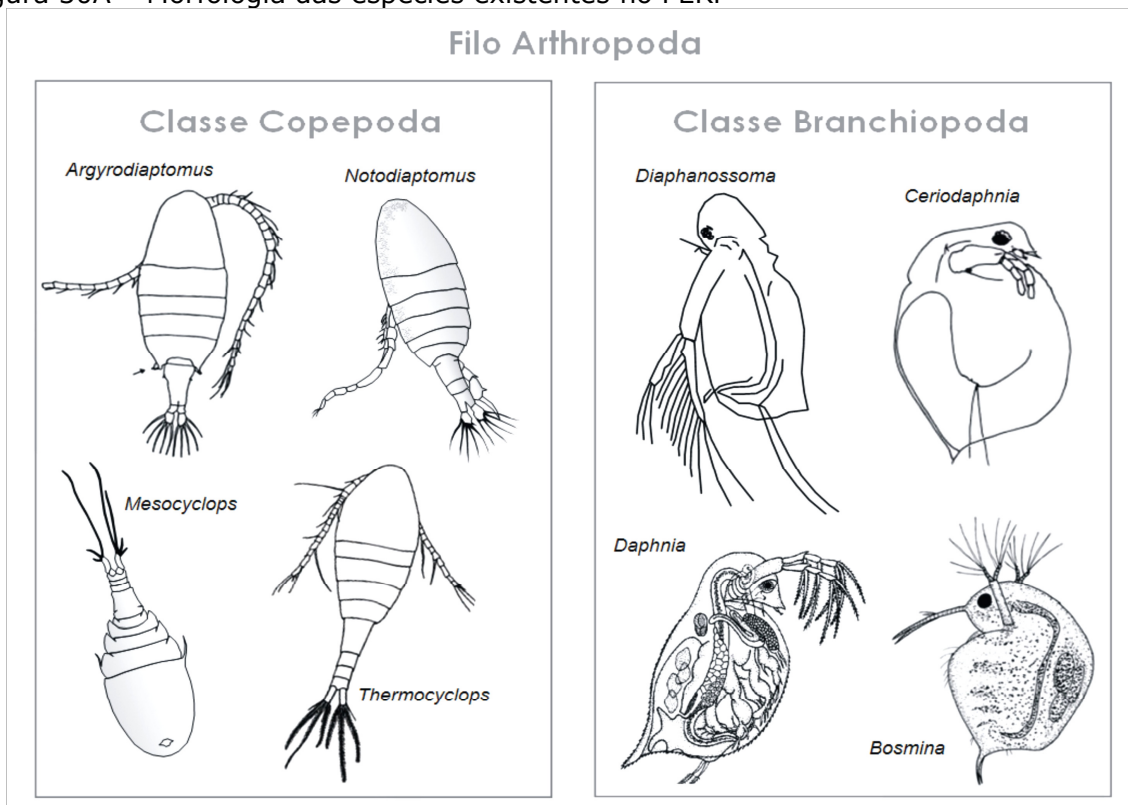 Filo Arthropoda
Classe Copepoda
Argyrodiaptomus
Notodiaptomus
Mesocyclops
Thermocyclops
Classe Branchiopoda
Diaphanossoma
Ceriodaphnia
Daphnia
Bosmina